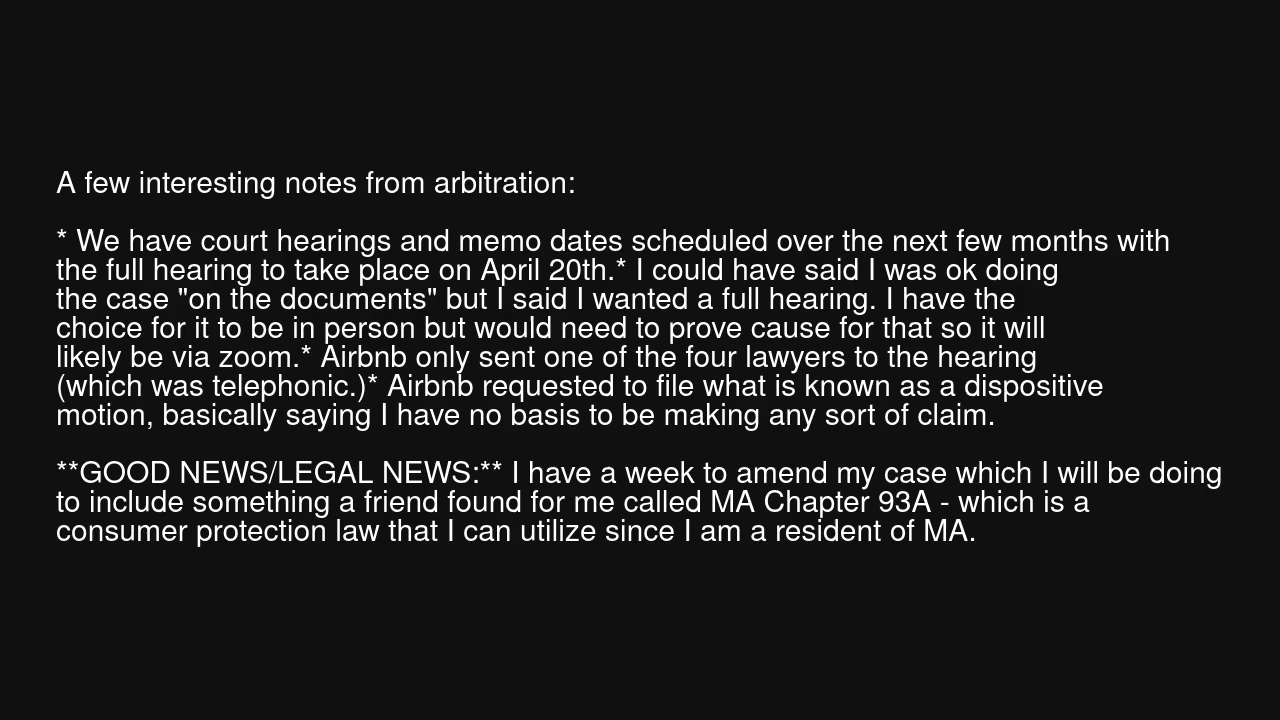 A few interesting notes from arbitration:
* We have court hearings and memo dates scheduled over the next few months with
the full hearing to take place on April 20th.* I could have said I was ok doing
the case "on the documents" but I said I wanted a full hearing. I have the
choice for it to be in person but would need to prove cause for that so it will
likely be via zoom.* Airbnb only sent one of the four lawyers to the hearing
(which was telephonic.)* Airbnb requested to file what is known as a dispositive
motion, basically saying I have no basis to be making any sort of claim.
**GOOD NEWS/LEGAL NEWS:** I have a week to amend my case which I will be doing
to include something a friend found for me called MA Chapter 93A - which is a
consumer protection law that I can utilize since I am a resident of MA.